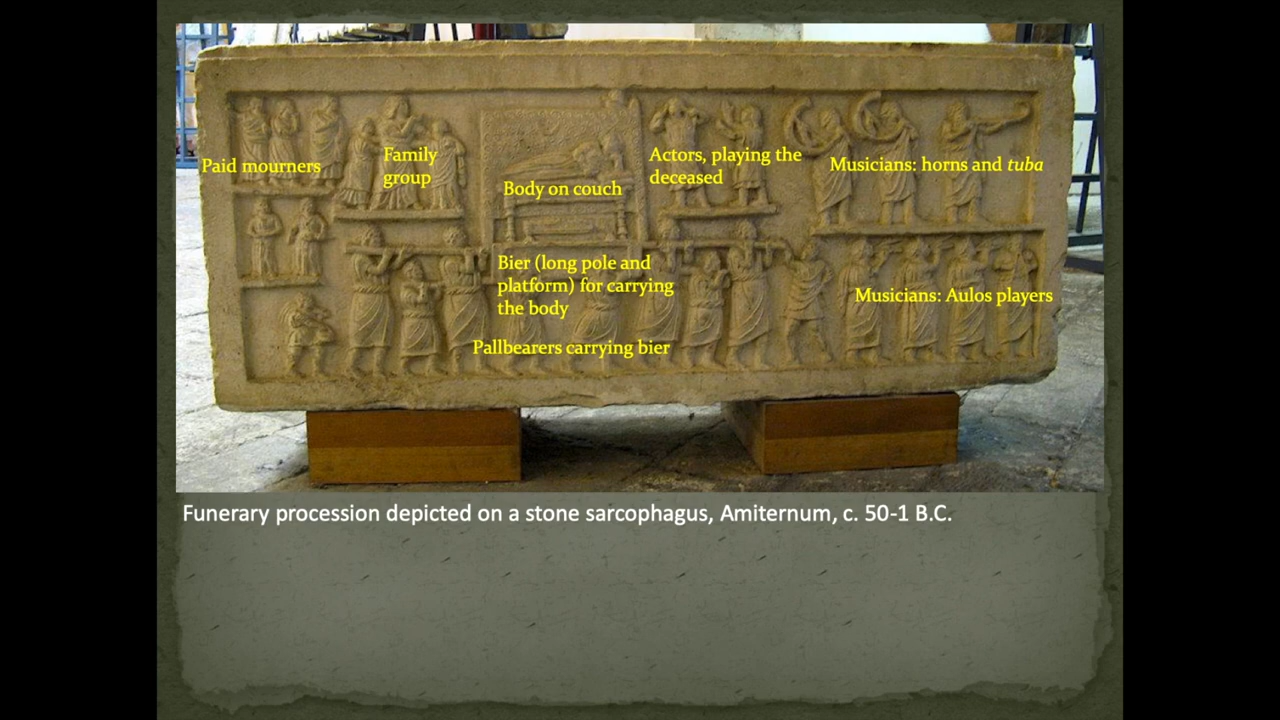 Paid mourners
Family
group
Body on couch
Actors, playing the
deceased
Musicians: horns and tuba
Bier (long pole and
platform) for carrying
the body
Musicians: Aulos players
Pallbearers carrying bier
Funerary procession depicted on a stone sarcophagus, Amiternum, c. 50-1 B.C.